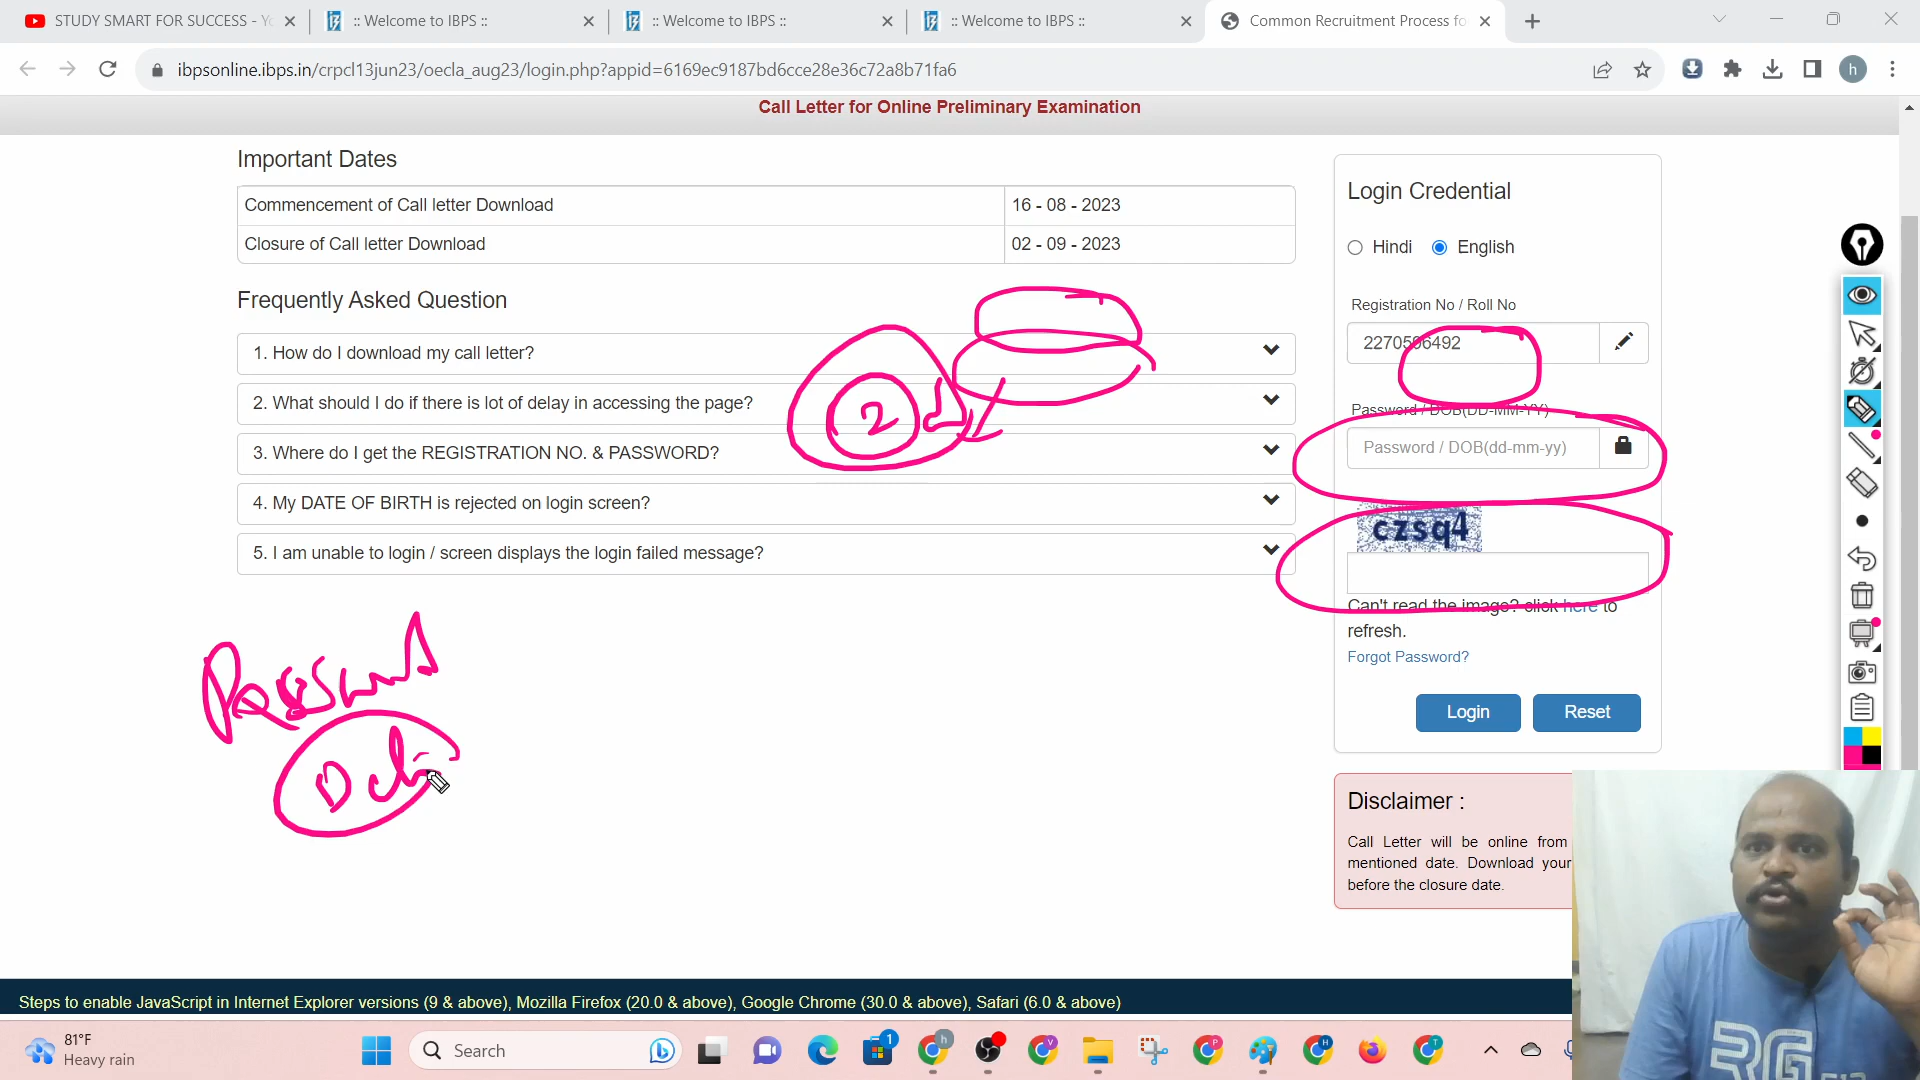 STUDY SMART FOR SUCCESS - Yo
:: Welcome to IBPS ::
:: Welcome to IBPS ::
:: Welcome to IBPS ::
Common Recruitment Process fo
ibpsonline.ibps.in/crpcl13jun23/oecla_aug23/login.php?appid=6169ec9187bd6cce28e36c72a8b71fa6
h
Call Letter for Online Preliminary Examination
Important Dates
Commencement of Call letter Download 16 - 08 - 2023
Closure of Call letter Download 02 - 09 - 2023
Frequently Asked Question
1. How do I download my call letter?
2. What should I do if there is lot of delay in accessing the page?
3. Where do I get the REGISTRATION NO. & PASSWORD?
4. My DATE OF BIRTH is rejected on login screen?
5. I am unable to login / screen displays the login failed message?
2
Login Credential
Hindi English
Registration No / Roll No
2270596492
Password / DOB(DD-MM-YY)
Password / DOB(dd-mm-yy)
czsq4
Can't read the image? click here to
refresh.
Forgot Password?
Login Reset
Disclaimer :
Call Letter will be online from
mentioned date. Download your
before the closure date.
Steps to enable JavaScript in Internet Explorer versions (9 & above), Mozilla Firefox (20.0 & above), Google Chrome (30.0 & above), Safari (6.0 & above)
81°F
Heavy rain
Search
1
h
V
P
H
T